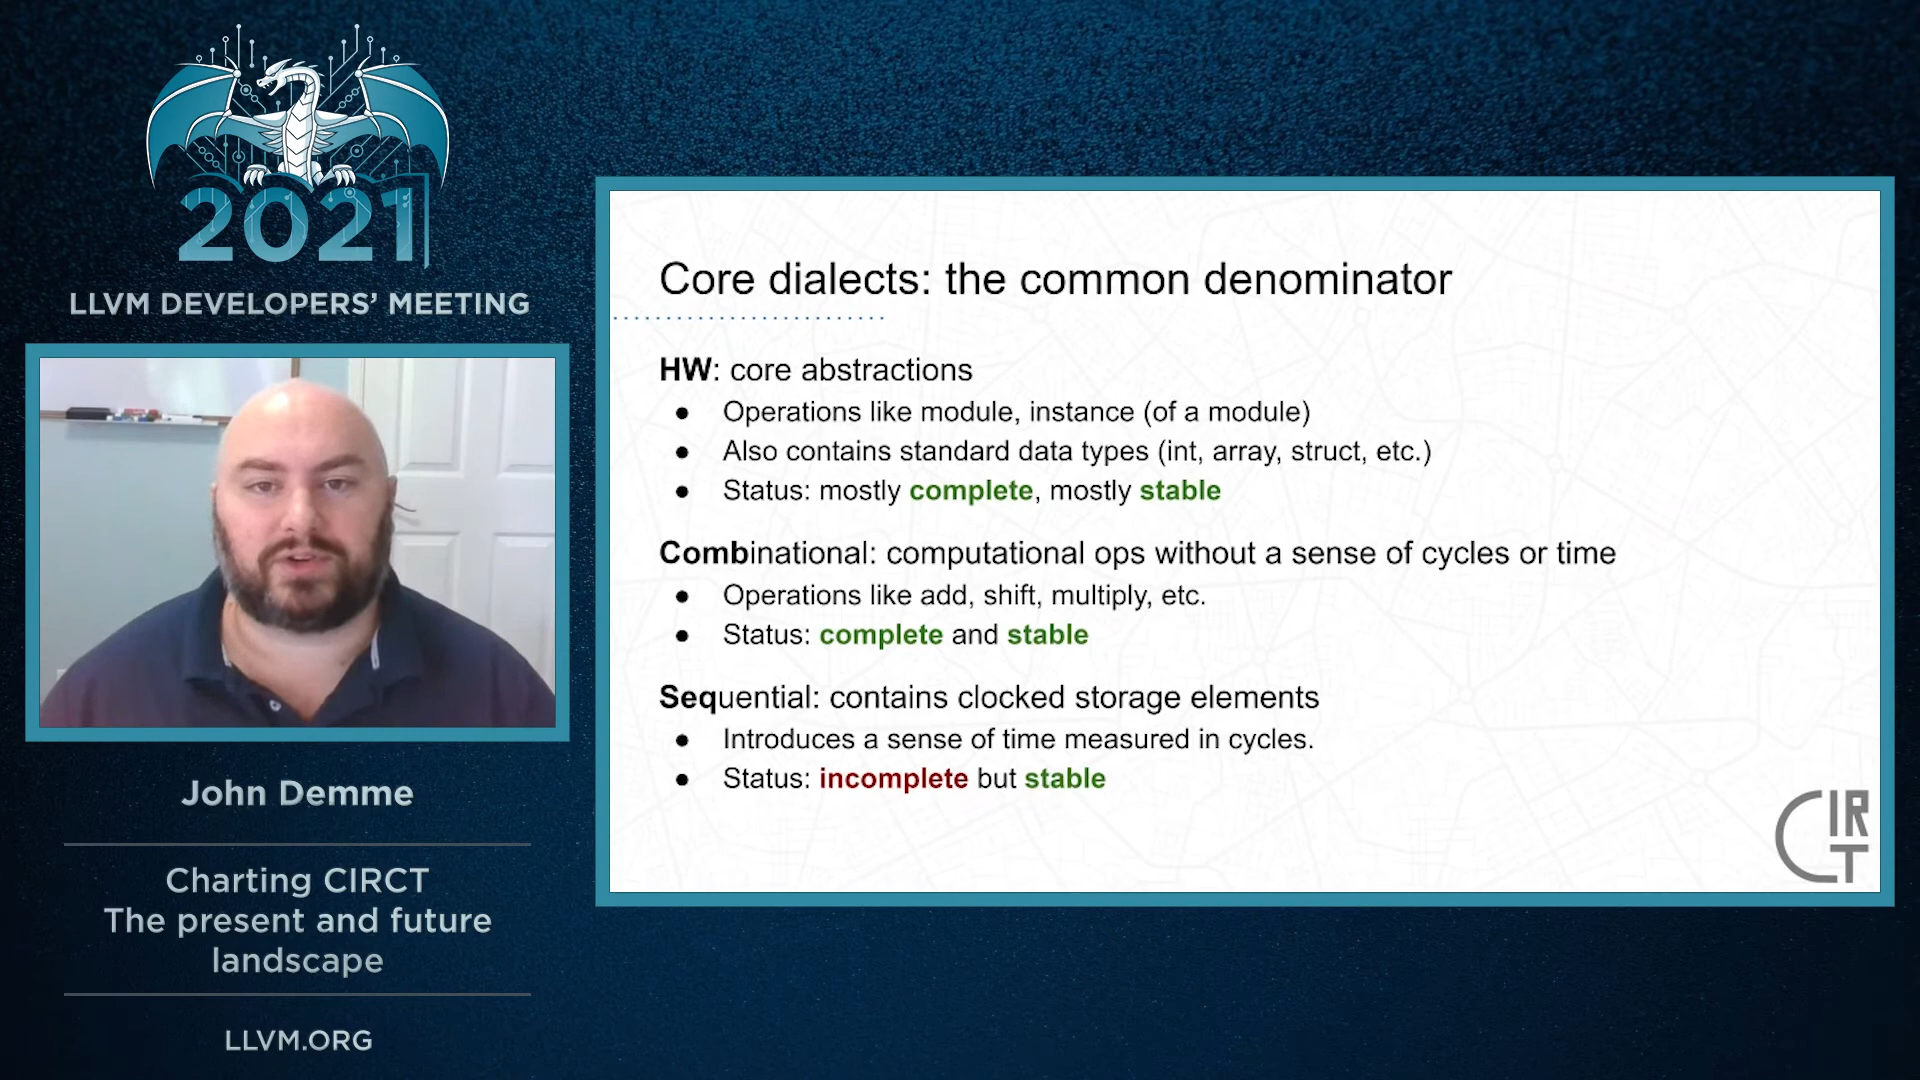 2021
LLVM DEVELOPERS’ MEETING
John Demme
Charting CIRCT
The present and future
landscape
LLVM.ORG
Core dialects: the common denominator
HW: core abstractions
● Operations like module, instance (of a module)
● Also contains standard data types (int, array, struct, etc.)
● Status: mostly complete, mostly stable
Combinational: computational ops without a sense of cycles or time
● Operations like add, shift, multiply, etc.
● Status: complete and stable
Sequential: contains clocked storage elements
● Introduces a sense of time measured in cycles.
● Status: incomplete but stable
CIRCT